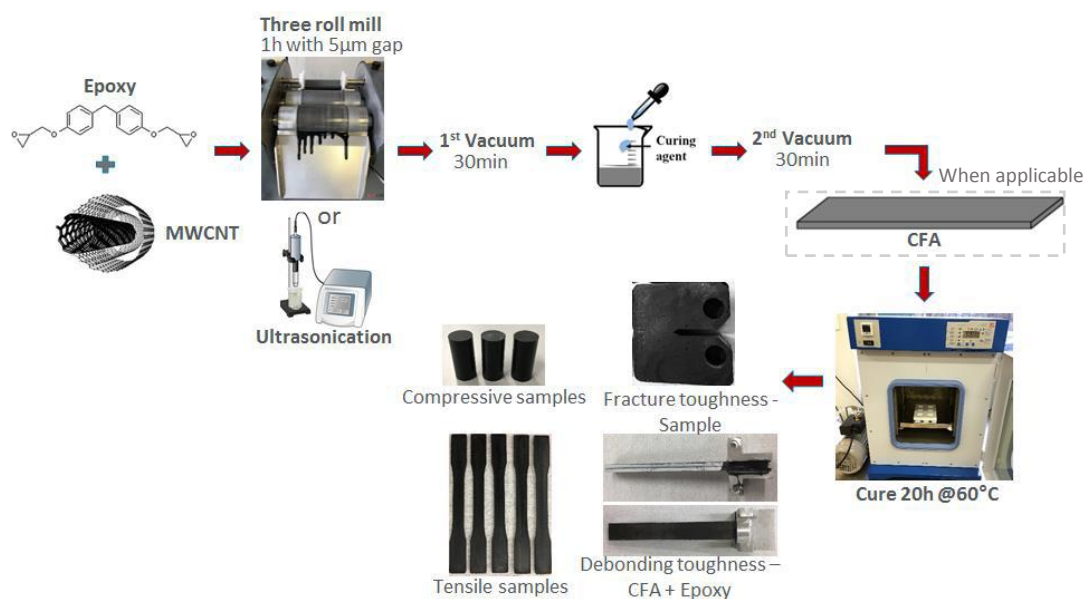 Three roll mill
1h with 5µm gap
Epoxy
O
O
O
O
MWCNT
or
Ultrasonication
1st Vacuum
30min
Curing
agent
2nd Vacuum
30min
When applicable
CFA
Cure 20h @60°C
Compressive samples
Fracture toughness -
Sample
Tensile samples
Debonding toughness –
CFA + Epoxy